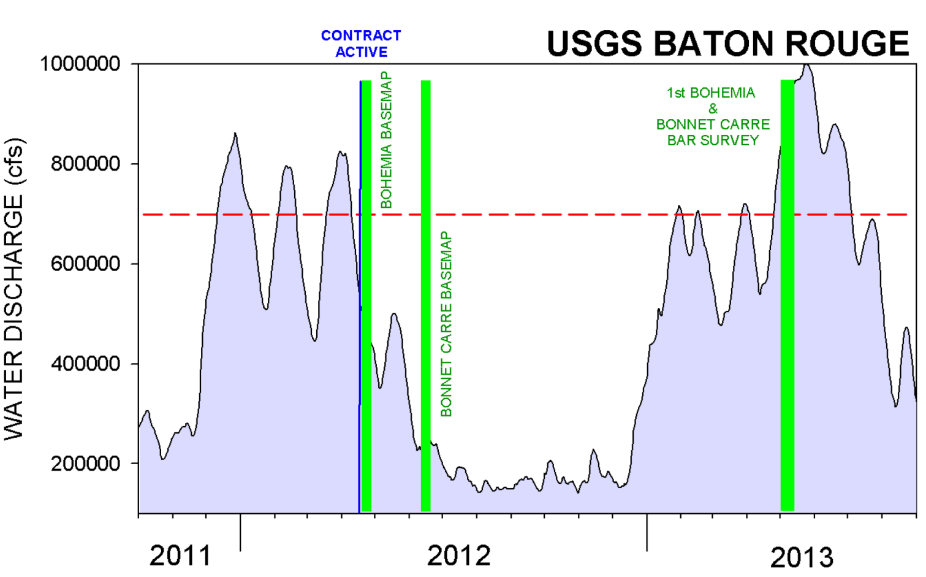 CONTRACT
ACTIVE
USGS BATON ROUGE
WATER DISCHARGE (cfs)
1000000
800000
600000
400000
200000
BOHEMIA BASEMAP
BONNET CARRE BASEMAP
1st BOHEMIA
&
BONNET CARRE
BAR SURVEY
2011
2012
2013